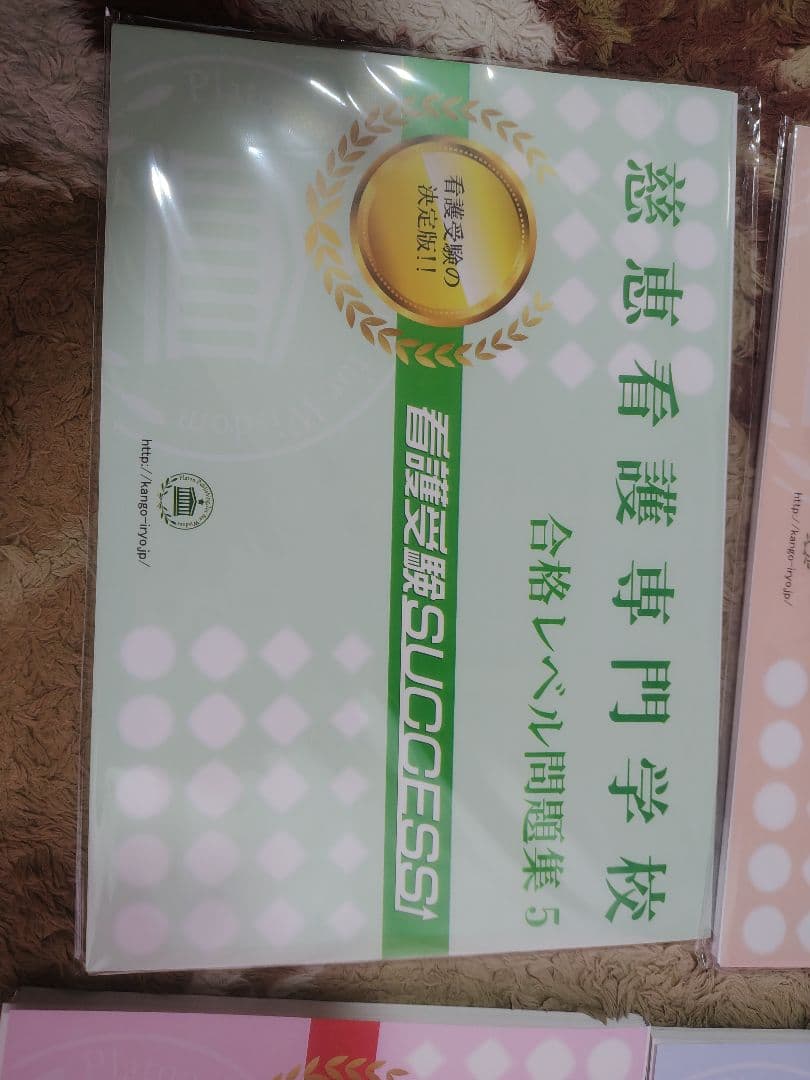 慈恵看護専門学校
合格レベル問題集 5
看護受験の
決定版!!
看護受験SUCCESS
http://kango-iryo.jp/
http://kango-iryo.jp/